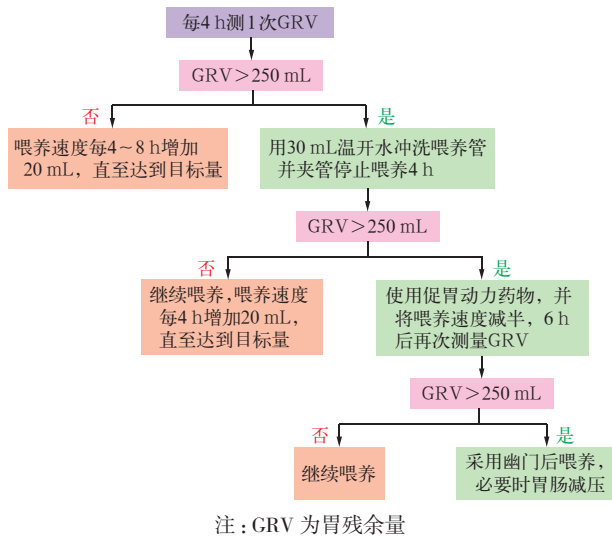 每4 h测1次GRV
GRV＞250 mL
否
是
喂养速度每4～8 h增加
20 mL，直至达到目标量
用30 mL温开水冲洗喂养管
并夹管停止喂养4 h
GRV＞250 mL
否
是
继续喂养，喂养速度
每4 h增加20 mL，
直至达到目标量
使用促胃动力药物，并
将喂养速度减半，6 h
后再次测量GRV
GRV＞250 mL
否
是
继续喂养
采用幽门后喂养，
必要时胃肠减压
注：GRV 为胃残余量